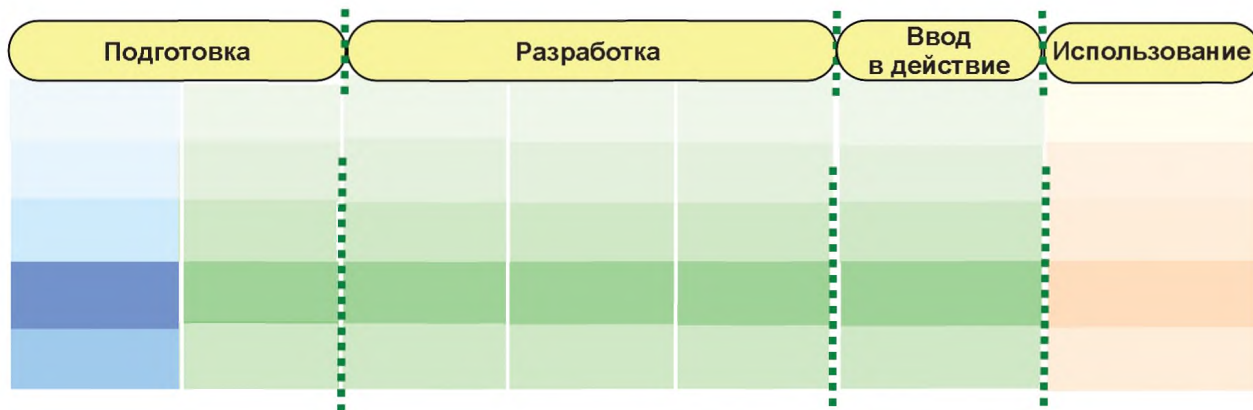 Подготовка
Разработка
Ввод
в действие
Использование